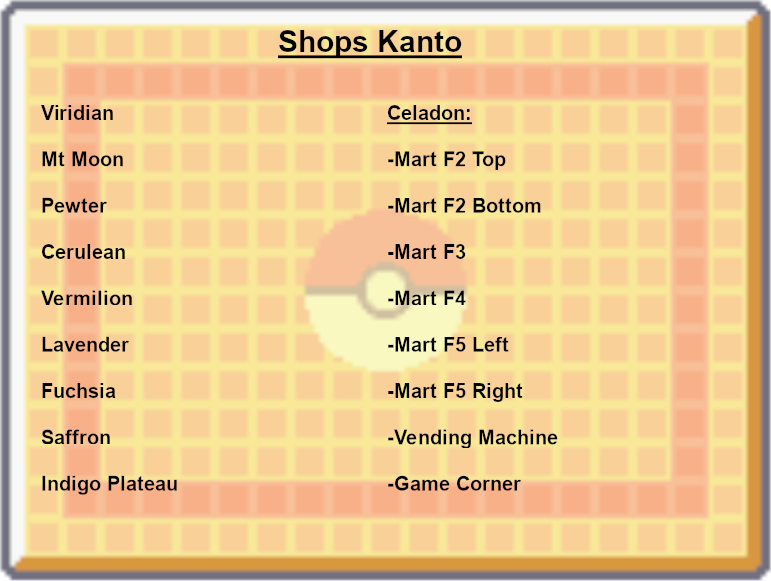 Shops Kanto
Viridian
Mt Moon
Pewter
Cerulean
Vermilion
Lavender
Fuchsia
Saffron
Indigo Plateau
Celadon:
-Mart F2 Top
-Mart F2 Bottom
-Mart F3
-Mart F4
-Mart F5 Left
-Mart F5 Right
-Vending Machine
-Game Corner